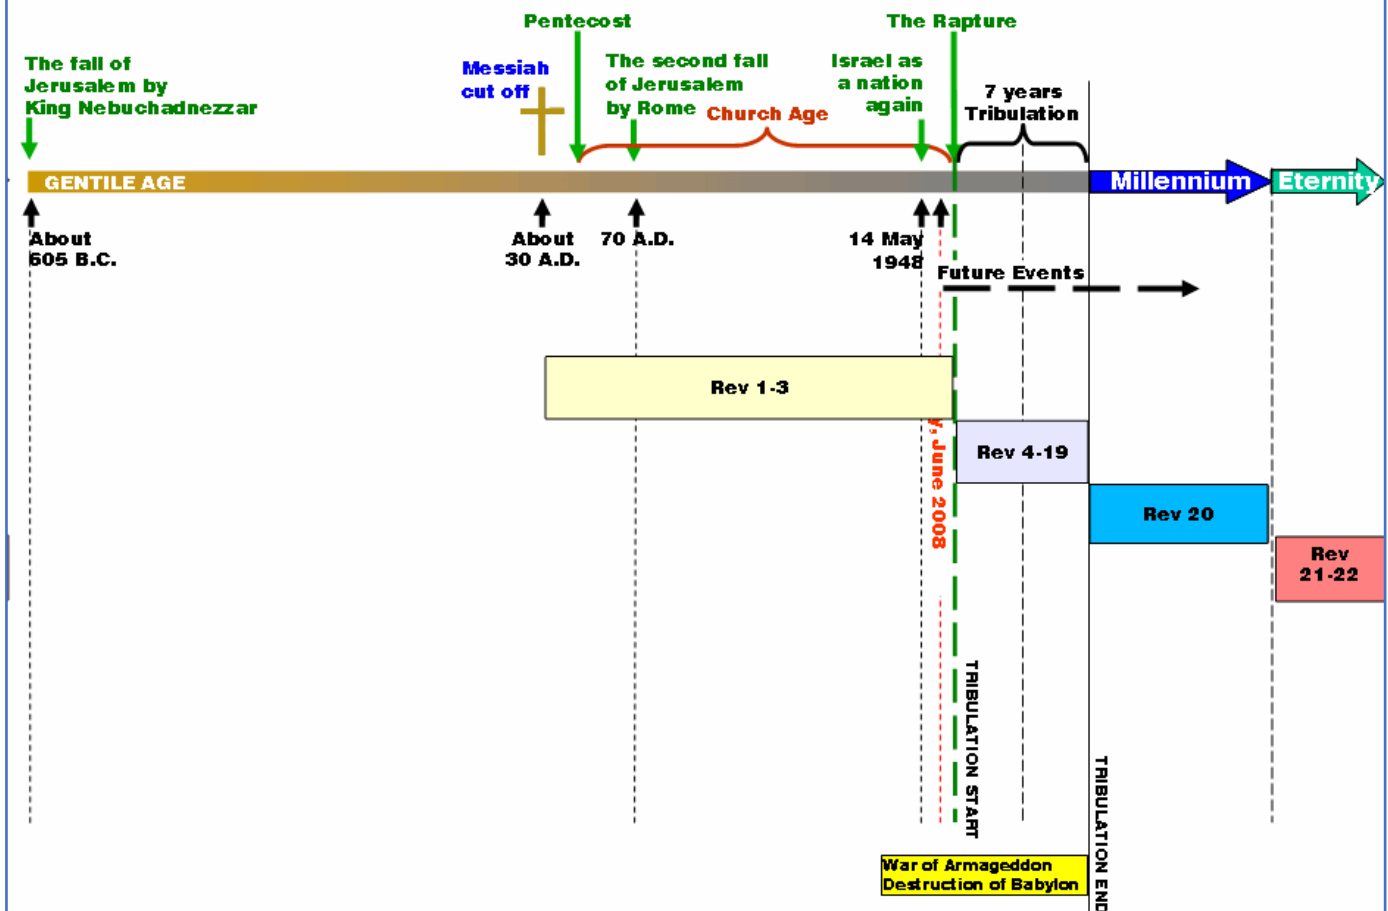 Pentecost
The Rapture
The fall of
Jerusalem by
King Nebuchadnezzar
Messiah
cut off
The second fall
of Jerusalem
by Rome
Church Age
Israel as
a nation
again
7 years
Tribulation
GENTILE AGE
Millennium
Eternity
About
605 B.C.
About
30 A.D.
70 A.D.
14 May
1948
Future Events
Rev 1-3
, June 2008
Rev 4-19
Rev 20
Rev
21-22
TRIBULATION START
TRIBULATION END
War of Armageddon
Destruction of Babylon